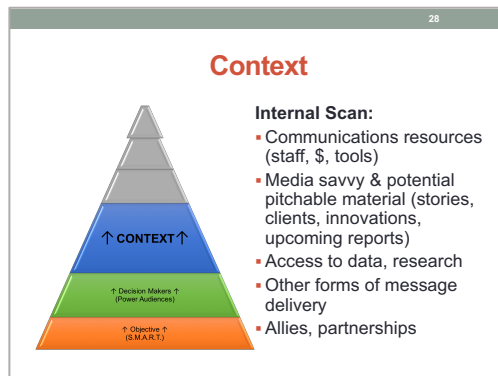 28
Context
↑ CONTEXT ↑
↑ Decision Makers ↑
(Power Audiences)
↑ Objective ↑
(S.M.A.R.T.)
Internal Scan:
▪ Communications resources
(staff, $, tools)
▪ Media savvy & potential
pitchable material (stories,
clients, innovations,
upcoming reports)
▪ Access to data, research
▪ Other forms of message
delivery
▪ Allies, partnerships